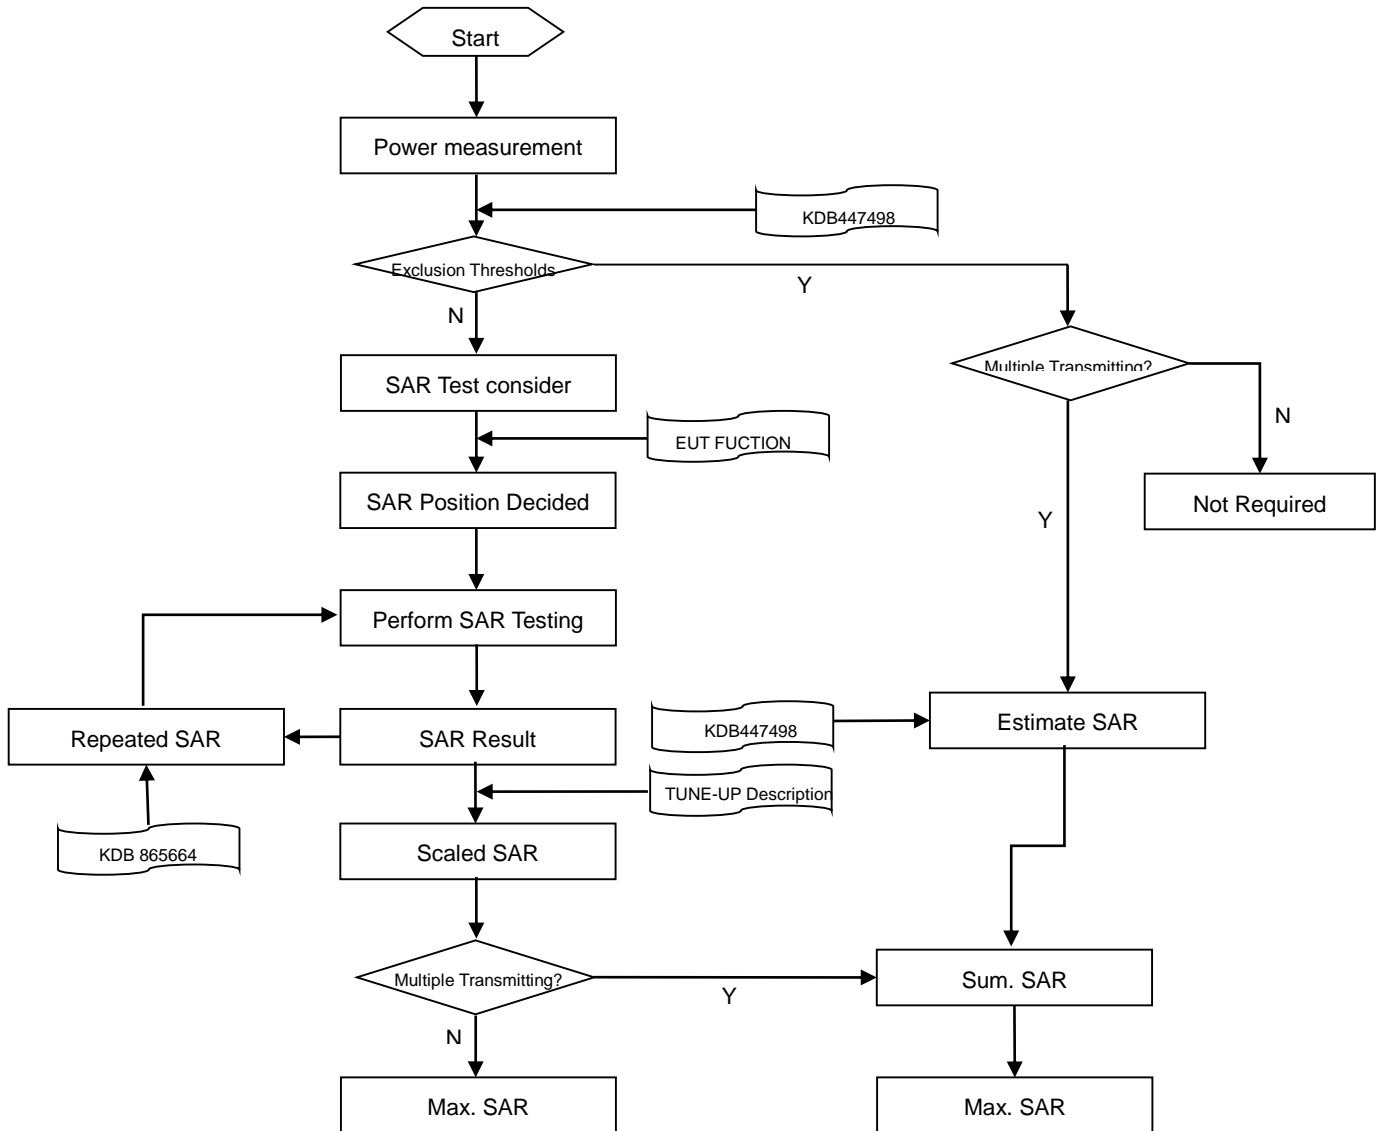 Start
Power measurement
KDB447498
Exclusion Thresholds
Y
N
Multiple Transmitting?
SAR Test consider
N
EUT FUCTION
SAR Position Decided
Not Required
Y
Perform SAR Testing
Repeated SAR
SAR Result
KDB447498
Estimate SAR
TUNE-UP Description
KDB 865664
Scaled SAR
Multiple Transmitting?
Y
Sum. SAR
N
Max. SAR
Max. SAR